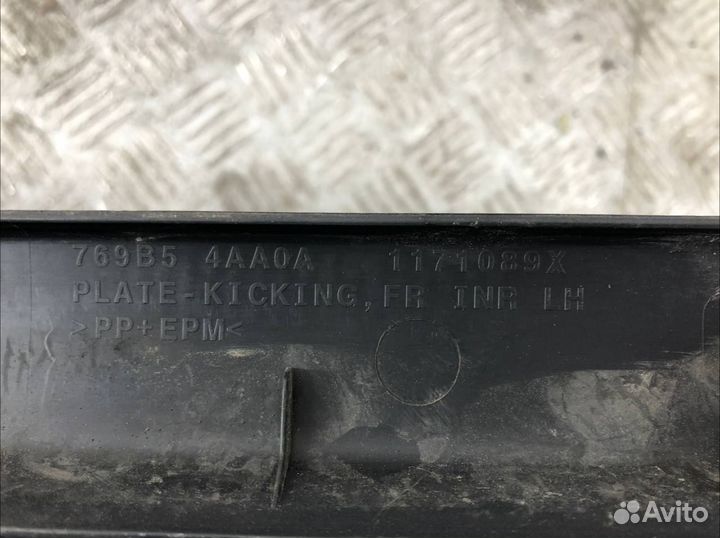 769B5 4AA0A 1171089X
PLATE-KICKING, FR INR LH
>PP+EPM<
Avito